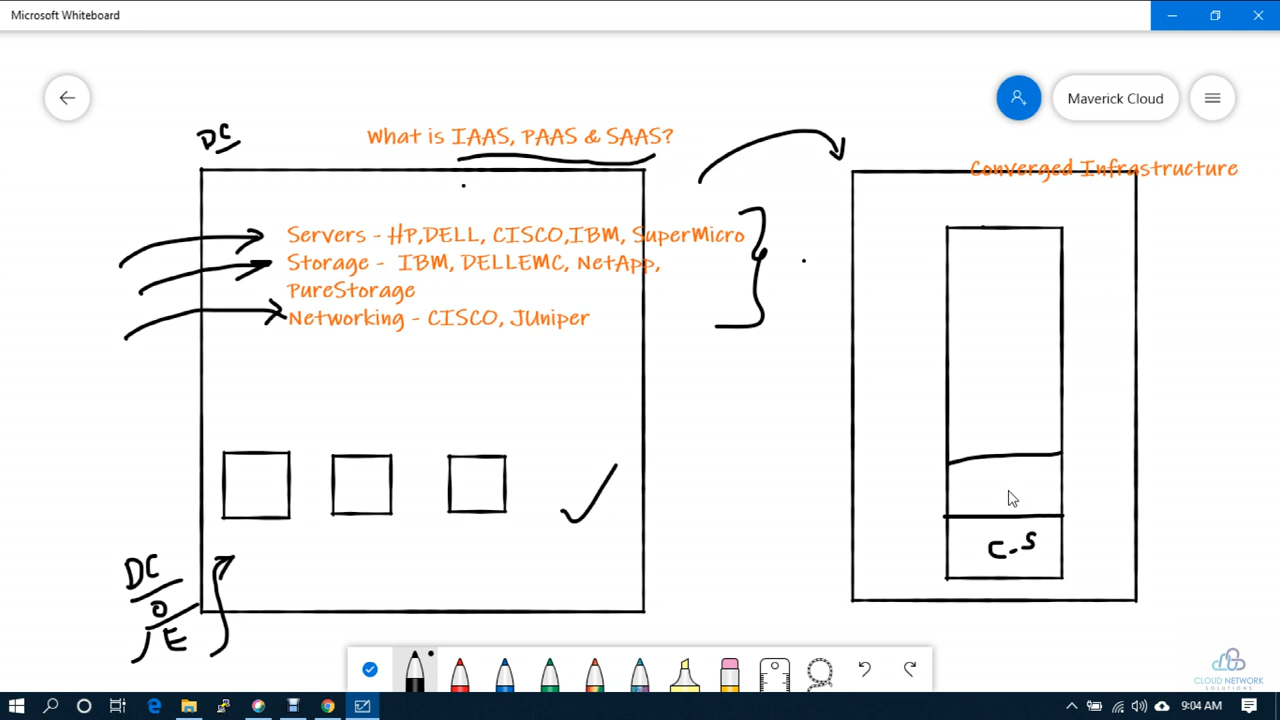 Microsoft Whiteboard
Maverick Cloud
DC
What is IAAS, PAAS & SAAS?
Converged Infrastructure
Servers - HP,DELL, CISCO,IBM, SuperMicro
Storage - IBM, DELLEMC, NetApp,
PureStorage
Networking - CISCO, JUniper
C-S
DC
O
E
CLOUD NETWORK
SOLUTIONS
9:04 AM